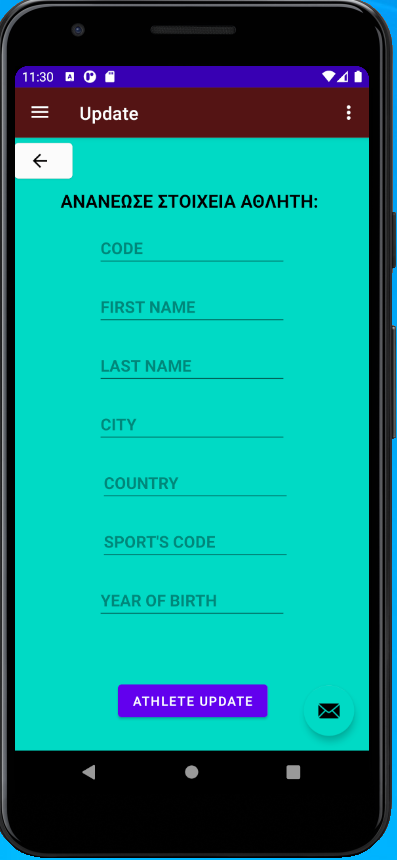 11:30
Update
ΑΝΑΝΕΩΣΕ ΣΤΟΙΧΕΙΑ ΑΘΛΗΤΗ:
CODE
FIRST NAME
LAST NAME
CITY
COUNTRY
SPORT'S CODE
YEAR OF BIRTH
ATHLETE UPDATE